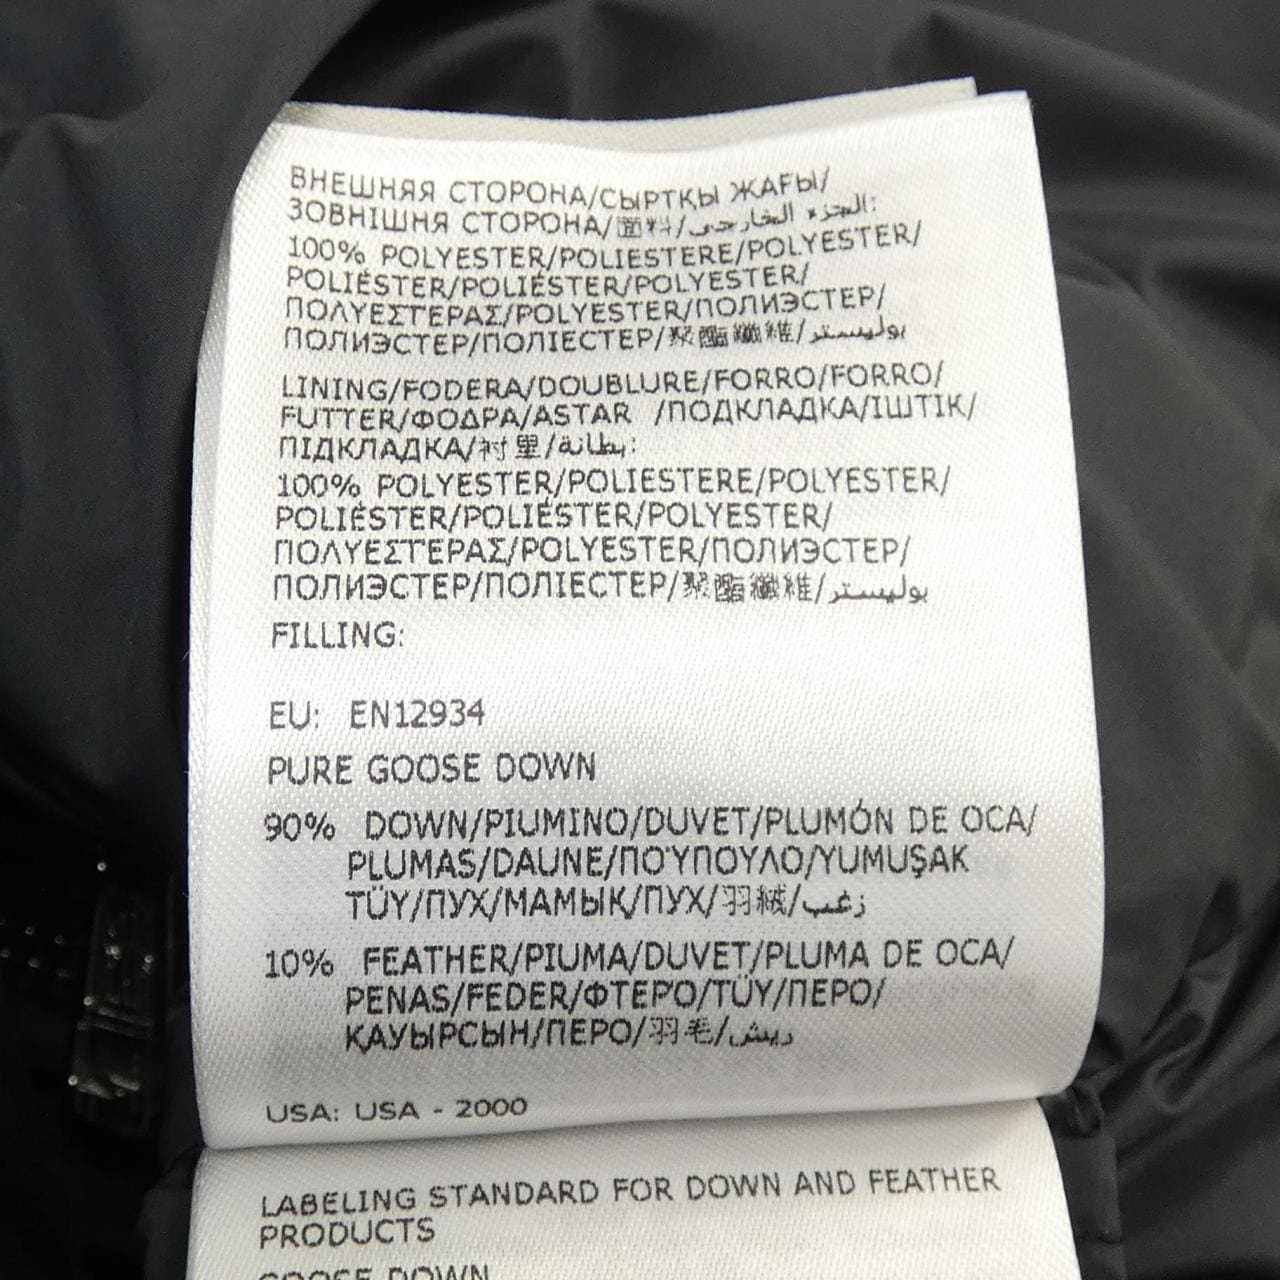 ВНЕШНЯЯ СТОРОНА/СЫРТҚЫ ЖАҒЫ/
ЗОВНІШНЯ СТОРОНА/面料/الجزء الخارجي:
100% POLYESTER/POLIESTERE/POLYESTER/
POLIÉSTER/POLIÉSTER/POLYESTER/
ΠΟΛΥΕΣΤΕΡΑΣ/POLYESTER/ПОЛИЭСТЕР/
ПОЛИЭСТЕР/ПОЛІЕСТЕР/聚酯纖維/بوليستر
LINING/FODERA/DOUBLURE/FORRO/FORRO/
FUTTER/ΦΟΔΡΑ/ASTAR /ПОДКЛАДКА/ІШТІК/
ПІДКЛАДКА/衬里/بطانة:
100% POLYESTER/POLIESTERE/POLYESTER/
POLIÉSTER/POLIÉSTER/POLYESTER/
ΠΟΛΥΕΣΤΕΡΑΣ/POLYESTER/ПОЛИЭСТЕР/
ПОЛИЭСТЕР/ПОЛІЕСТЕР/聚酯纖維/بوليستر
FILLING:
EU: EN12934
PURE GOOSE DOWN
90% DOWN/PIUMINO/DUVET/PLUMÓN DE OCA/
PLUMAS/DAUNE/ΠΟΎΠΟΥΛΟ/YUMUŞAK
TÜY/ПУХ/МАМЫҚ/ПУХ/羽絨/زغب
10% FEATHER/PIUMA/DUVET/PLUMA DE OCA/
PENAS/FEDER/ΦΤΕΡΌ/TÜY/ПЕРО/
ҚАУЫРСЫН/ПЕРО/羽毛/ريش
USA: USA - 2000
LABELING STANDARD FOR DOWN AND FEATHER
PRODUCTS
GOOSE DOWN